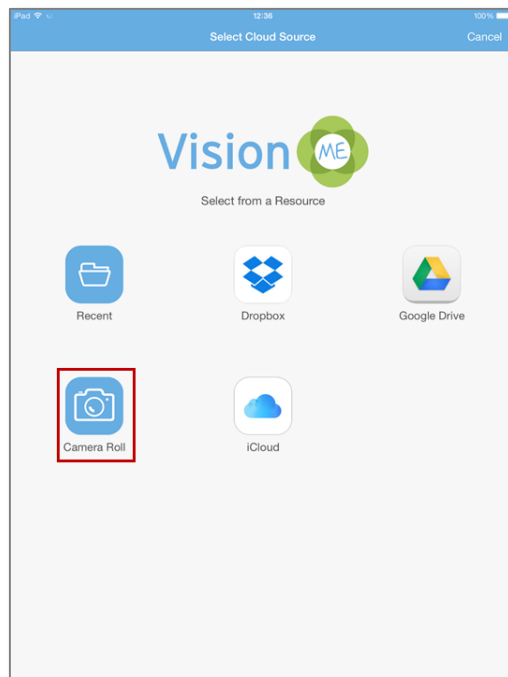 iPad 12:36 100%
Select Cloud Source Cancel
Vision ME
Select from a Resource
Recent Dropbox Google Drive
Camera Roll iCloud